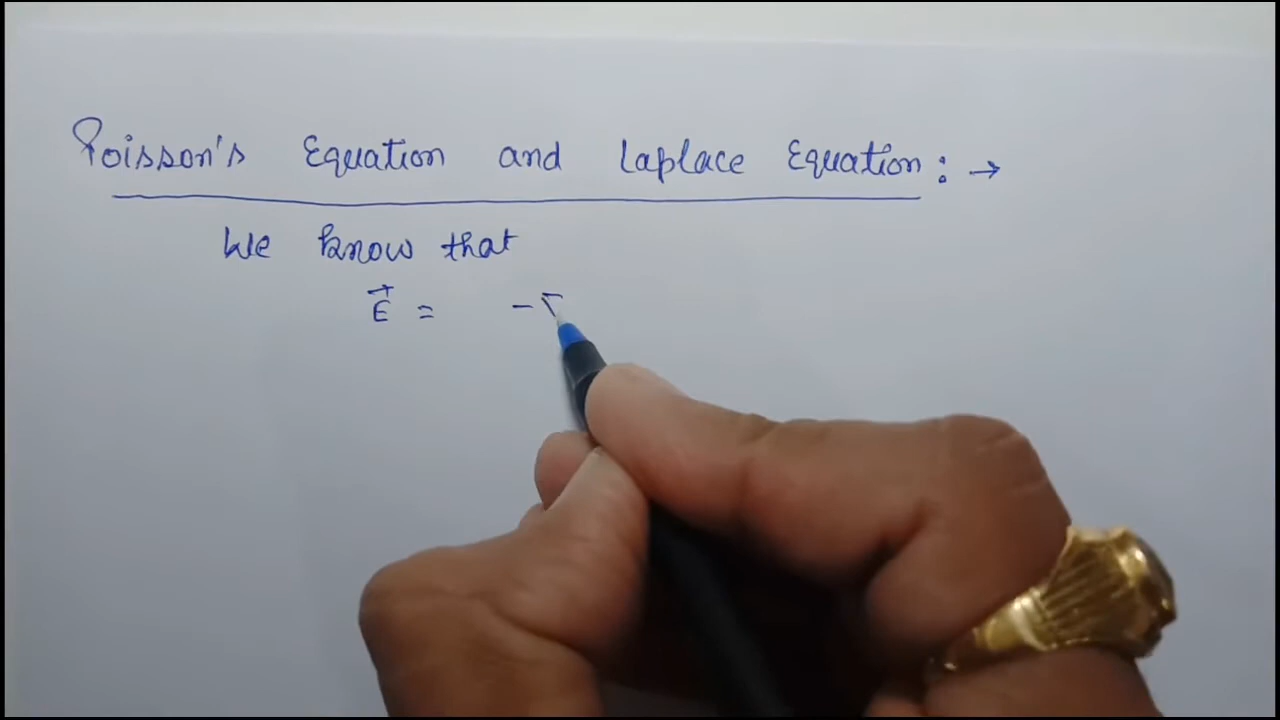 Poisson's Equation and Laplace Equation : →
We know that
E⃗ = -∇